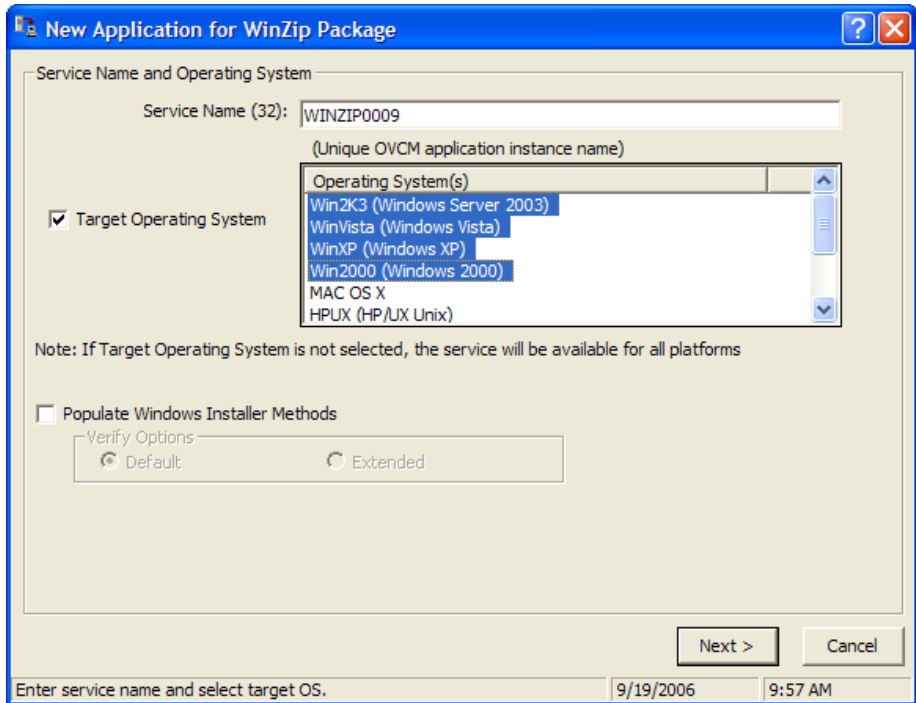 New Application for WinZip Package
Service Name and Operating System
Service Name (32): WINZIP0009
(Unique OVCM application instance name)
Operating System(s)
Target Operating System
Win2K3 (Windows Server 2003)
WinVista (Windows Vista)
WinXP (Windows XP)
Win2000 (Windows 2000)
MAC OS X
HPUX (HP/UX Unix)
Note: If Target Operating System is not selected, the service will be available for all platforms
Populate Windows Installer Methods
Verify Options
Default Extended
Next > Cancel
Enter service name and select target OS. 9/19/2006 9:57 AM